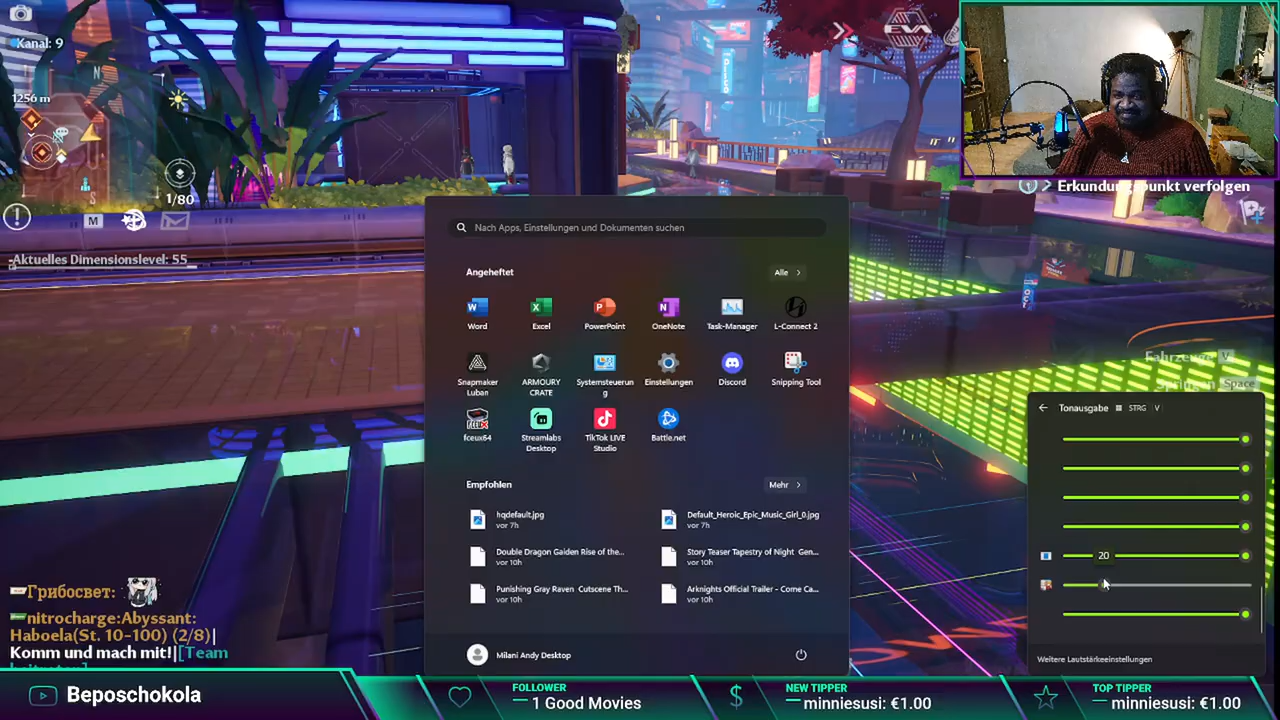 Kanal: 9
N
1256 m
S
1/80
M
Aktuelles Dimensionslevel: 55
EVA
Erkundungspunkt verfolgen
Nach Apps, Einstellungen und Dokumenten suchen
Angeheftet
Alle >
Word
Excel
PowerPoint
OneNote
Task-Manager
L-Connect 2
Snapmaker Luban
ARMOURY CRATE
Systemsteuerung
Einstellungen
Discord
Snipping Tool
fceux64
Streamlabs Desktop
TikTok LIVE Studio
Battle.net
Empfohlen
Mehr >
hqdefault.jpg
vor 7h
Default_Heroic_Epic_Music_Girl_0.jpg
vor 7h
Double Dragon Gaiden Rise of the...
vor 10h
Story Teaser Tapestry of Night Gen...
vor 10h
Punishing Gray Raven Cutscene Th...
vor 10h
Arknights Official Trailer - Come Ca...
vor 10h
Milani Andy Desktop
Fahrzeuge V
Springen Space
Tonausgabe STRG V
20
Weitere Lautstärkeeinstellungen
Грибосвет:
nitrocharge:Abyssant:
Haboela(St. 10-100) (2/8)|
Komm und mach mit!|[Team
Beposchokola
FOLLOWER
1 Good Movies
NEW TIPPER
minniesusi: €1.00
TOP TIPPER
minniesusi: €1.00